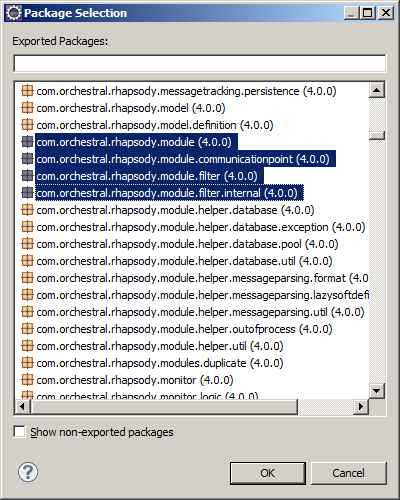 Package Selection
Exported Packages:
com.orchestral.rhapsody.messagetracking.persistence (4.0.0)
com.orchestral.rhapsody.model (4.0.0)
com.orchestral.rhapsody.model.definition (4.0.0)
com.orchestral.rhapsody.module (4.0.0)
com.orchestral.rhapsody.module.communicationpoint (4.0.0)
com.orchestral.rhapsody.module.filter (4.0.0)
com.orchestral.rhapsody.module.filter.internal (4.0.0)
com.orchestral.rhapsody.module.helper.database (4.0.0)
com.orchestral.rhapsody.module.helper.database.exception (4.0.0)
com.orchestral.rhapsody.module.helper.database.pool (4.0.0)
com.orchestral.rhapsody.module.helper.database.util (4.0.0)
com.orchestral.rhapsody.module.helper.messageparsing.format (4.0
com.orchestral.rhapsody.module.helper.messageparsing.lazysoftdefi
com.orchestral.rhapsody.module.helper.messageparsing.util (4.0.0)
com.orchestral.rhapsody.module.helper.outofprocess (4.0.0)
com.orchestral.rhapsody.module.helper.util (4.0.0)
com.orchestral.rhapsody.modules.duplicate (4.0.0)
com.orchestral.rhapsody.monitor (4.0.0)
com.orchestral.rhapsody.monitor.logic (4.0.0)
Show non-exported packages
?
OK
Cancel